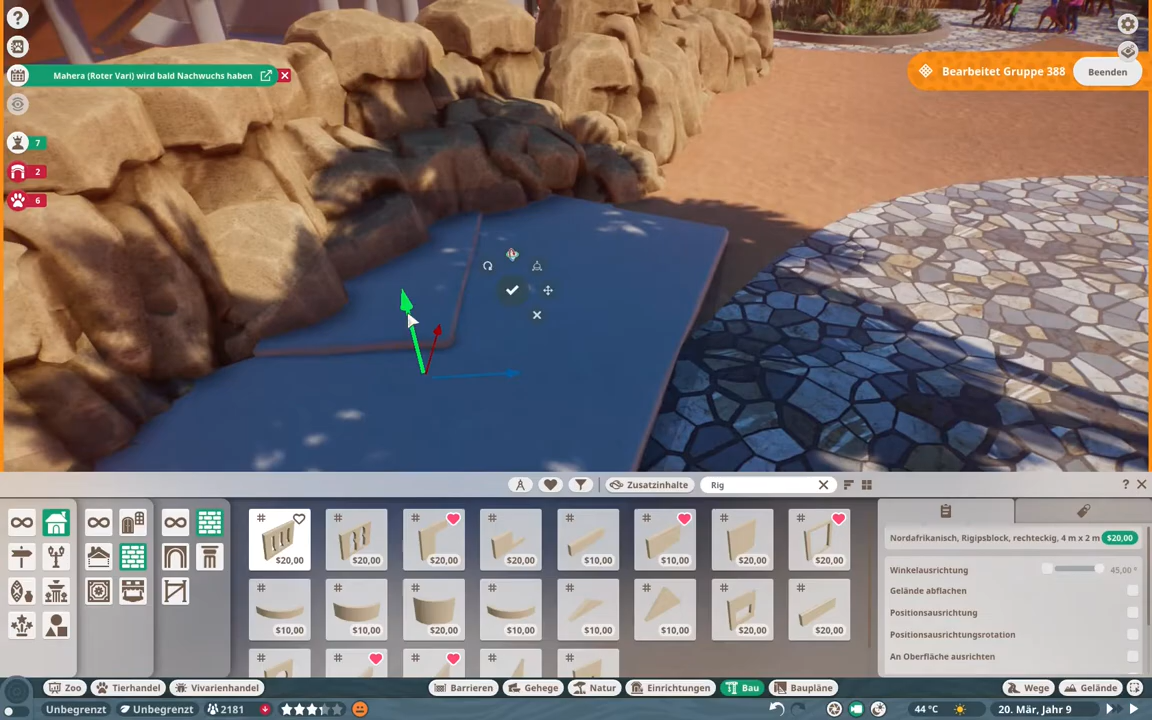 ?
Mahera (Roter Vari) wird bald Nachwuchs haben
7
2
6
Bearbeitet Gruppe 388
Beenden
Zusatzinhalte
Rig
?
$20,00
$20,00
$20,00
$20,00
$10,00
$10,00
$20,00
$20,00
$10,00
$10,00
$20,00
$10,00
$10,00
$10,00
$20,00
$20,00
Nordafrikanisch, Rigipsblock, rechteckig, 4 m x 2 m
$20,00
Winkelausrichtung
45,00 °
Gelände abflachen
Positionsausrichtung
Positionsausrichtungsrotation
An Oberfläche ausrichten
Zoo
Tierhandel
Vivarienhandel
Barrieren
Gehege
Natur
Einrichtungen
Bau
Baupläne
Wege
Gelände
Unbegrenzt
Unbegrenzt
2181
44 °C
20. Mär, Jahr 9